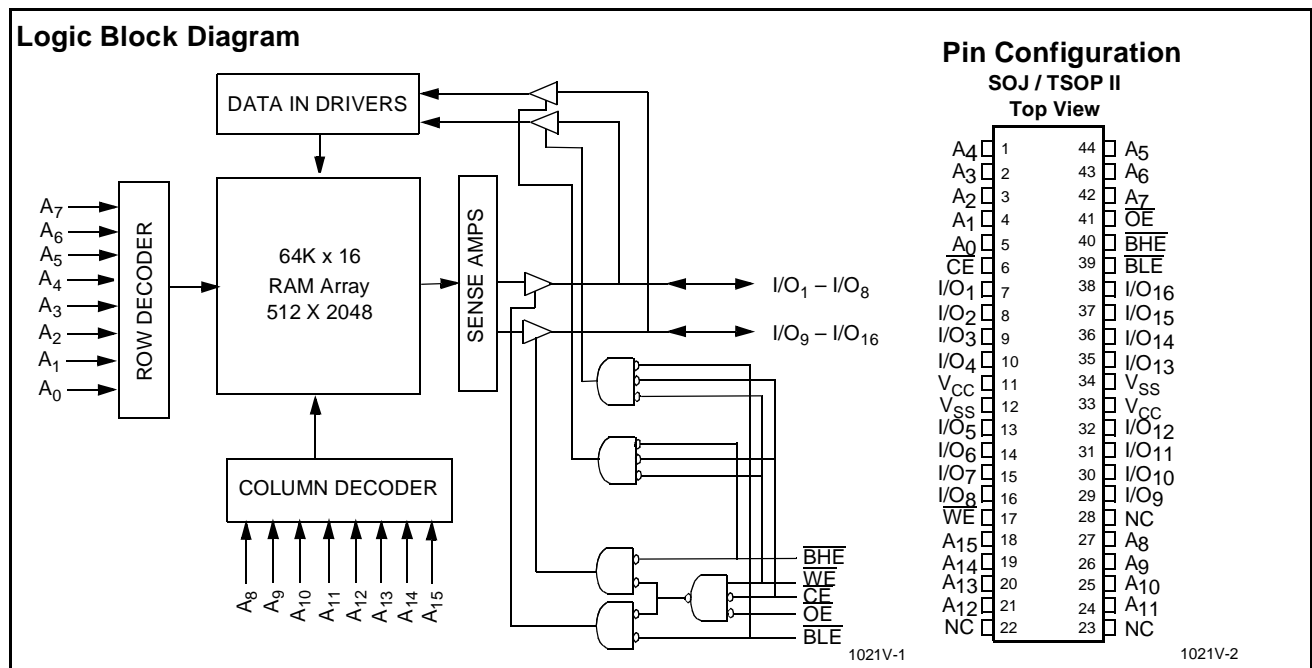 Logic Block Diagram
DATA IN DRIVERS
A7
A6
A5
A4
A3
A2
A1
A0
ROW DECODER
64K x 16
RAM Array
512 X 2048
SENSE AMPS
I/O1 – I/O8
I/O9 – I/O16
COLUMN DECODER
A8
A9
A10
A11
A12
A13
A14
A15
BHE
WE
CE
OE
BLE
1021V-1
Pin Configuration
SOJ / TSOP II
Top View
A4 1 44 A5
A3 2 43 A6
A2 3 42 A7
A1 4 41 OE
A0 5 40 BHE
CE 6 39 BLE
I/O1 7 38 I/O16
I/O2 8 37 I/O15
I/O3 9 36 I/O14
I/O4 10 35 I/O13
VCC 11 34 VSS
VSS 12 33 VCC
I/O5 13 32 I/O12
I/O6 14 31 I/O11
I/O7 15 30 I/O10
I/O8 16 29 I/O9
WE 17 28 NC
A15 18 27 A8
A14 19 26 A9
A13 20 25 A10
A12 21 24 A11
NC 22 23 NC
1021V-2